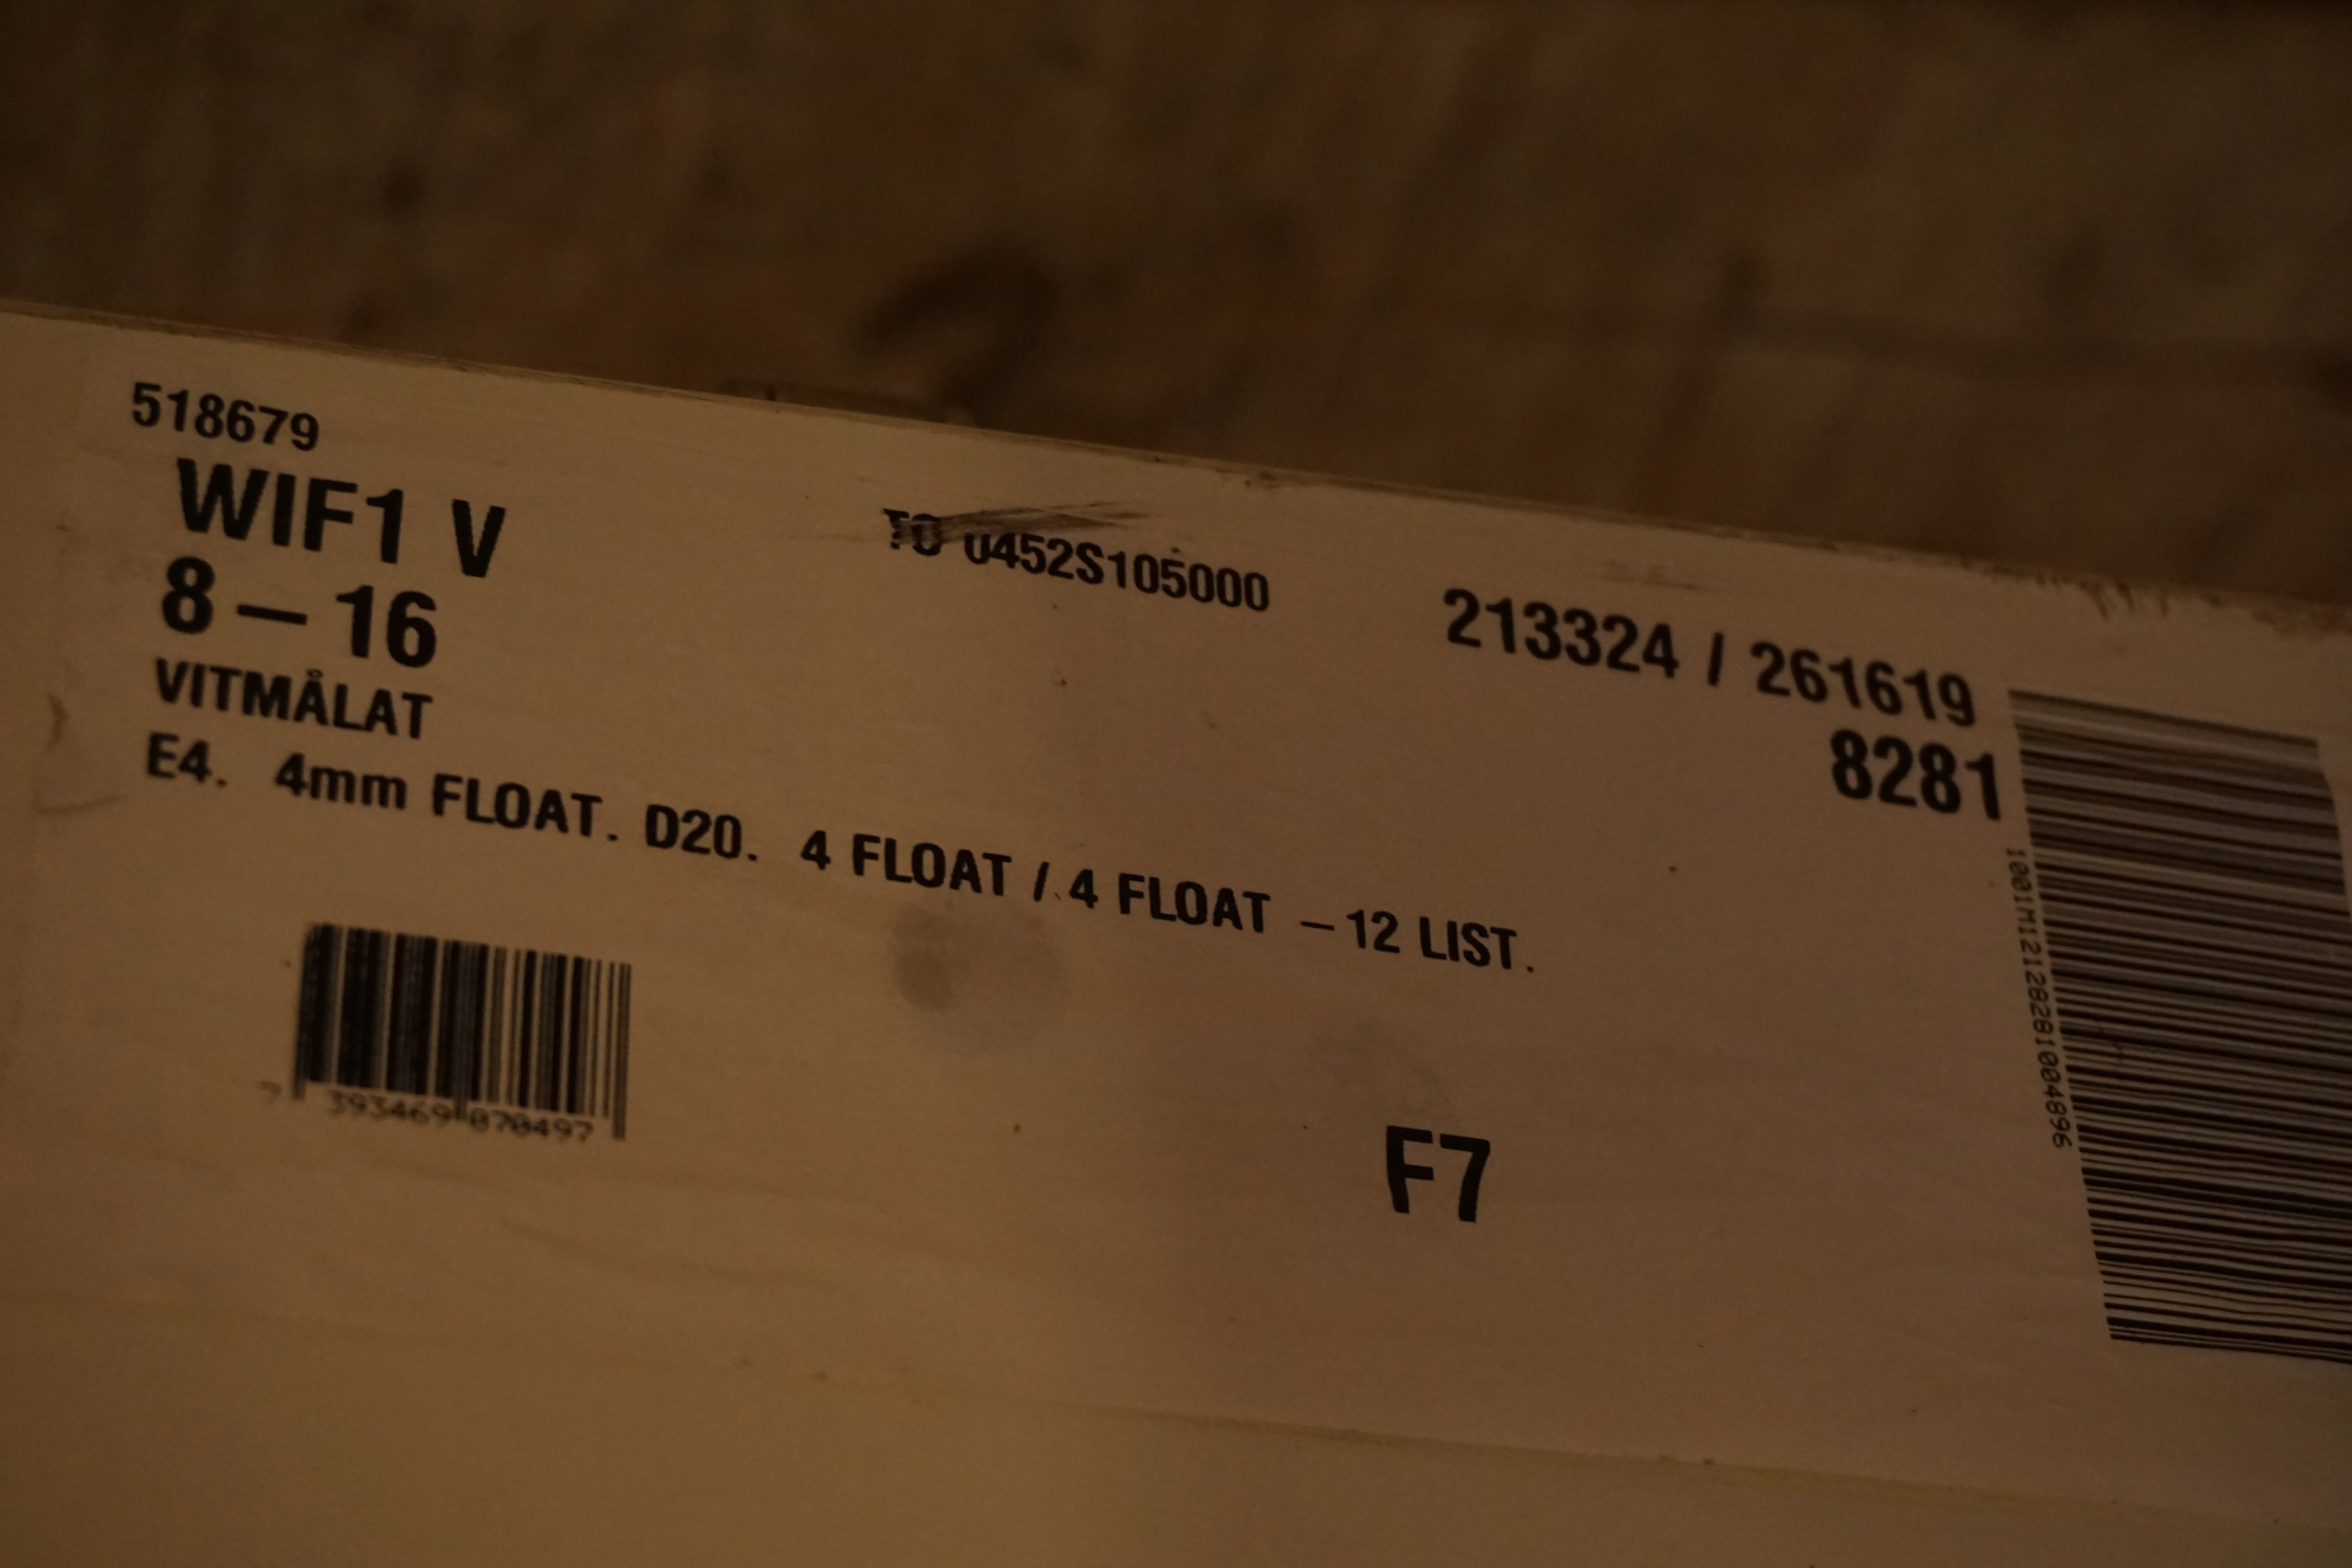 518679
WIF1 V
8 – 16
VITMÅLAT
E4. 4mm FLOAT. D20. 4 FLOAT / 4 FLOAT – 12 LIST.
TO 0452S105000
213324 / 261619
8281
1001M12128281004896
7 393469 870497
F7